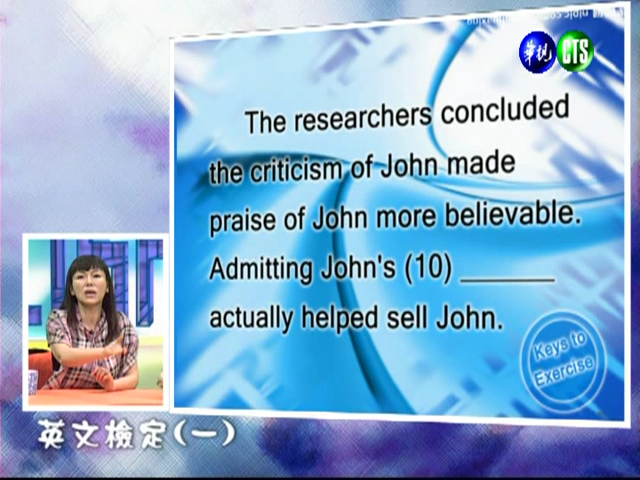 華視 CTS
The researchers concluded
the criticism of John made
praise of John more believable.
Admitting John's (10) ______
actually helped sell John.
Keys to
Exercise
英文檢定(一)